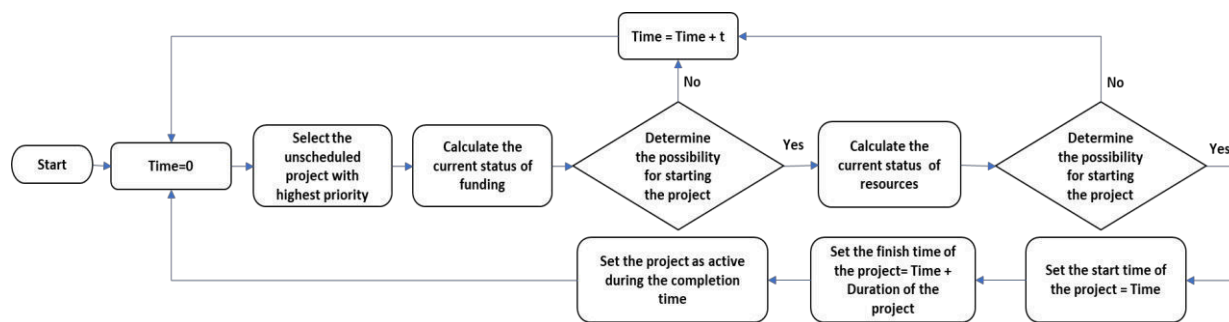 Time = Time + t
No
No
Start
Time=0
Select the
unscheduled
project with
highest priority
Calculate the
current status of
funding
Determine
the possibility
for starting
the project
Yes
Calculate the
current status of
resources
Determine
the possibility
for starting
the project
Yes
Set the project as active
during the completion
time
Set the finish time of
the project= Time +
Duration of the
project
Set the start time of
the project = Time